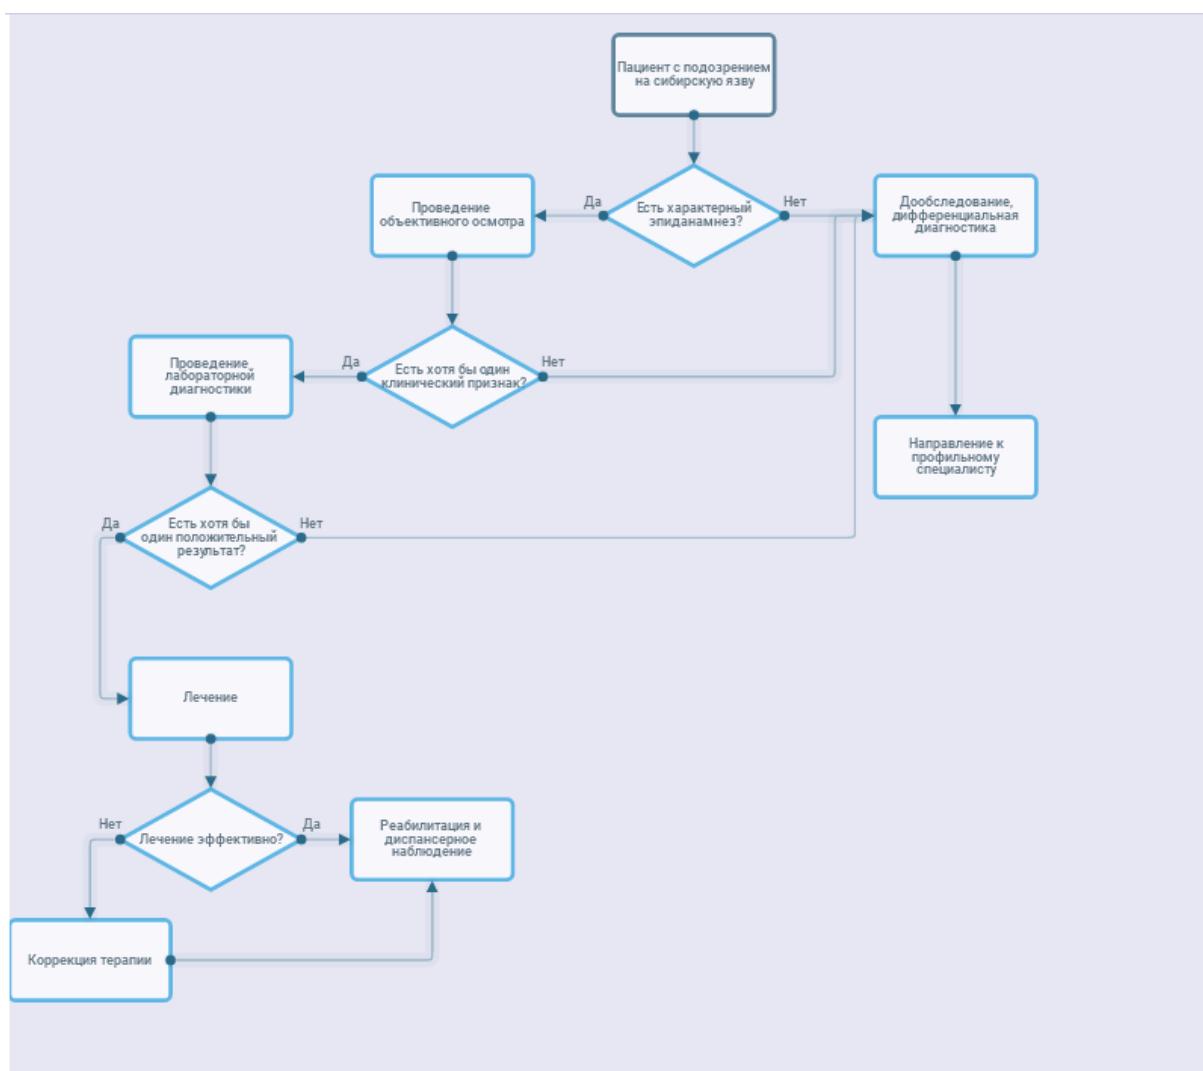 Пациент с подозрением
на сибирскую язву
Есть характерный
эпиданамнез?
Да
Нет
Проведение
объективного осмотра
Дообследование,
дифференциальная
диагностика
Есть хотя бы один
клинический признак?
Да
Нет
Проведение
лабораторной
диагностики
Направление к
профильному
специалисту
Есть хотя бы
один положительный
результат?
Да
Нет
Лечение
Лечение эффективно?
Нет
Да
Реабилитация и
диспансерное
наблюдение
Коррекция терапии